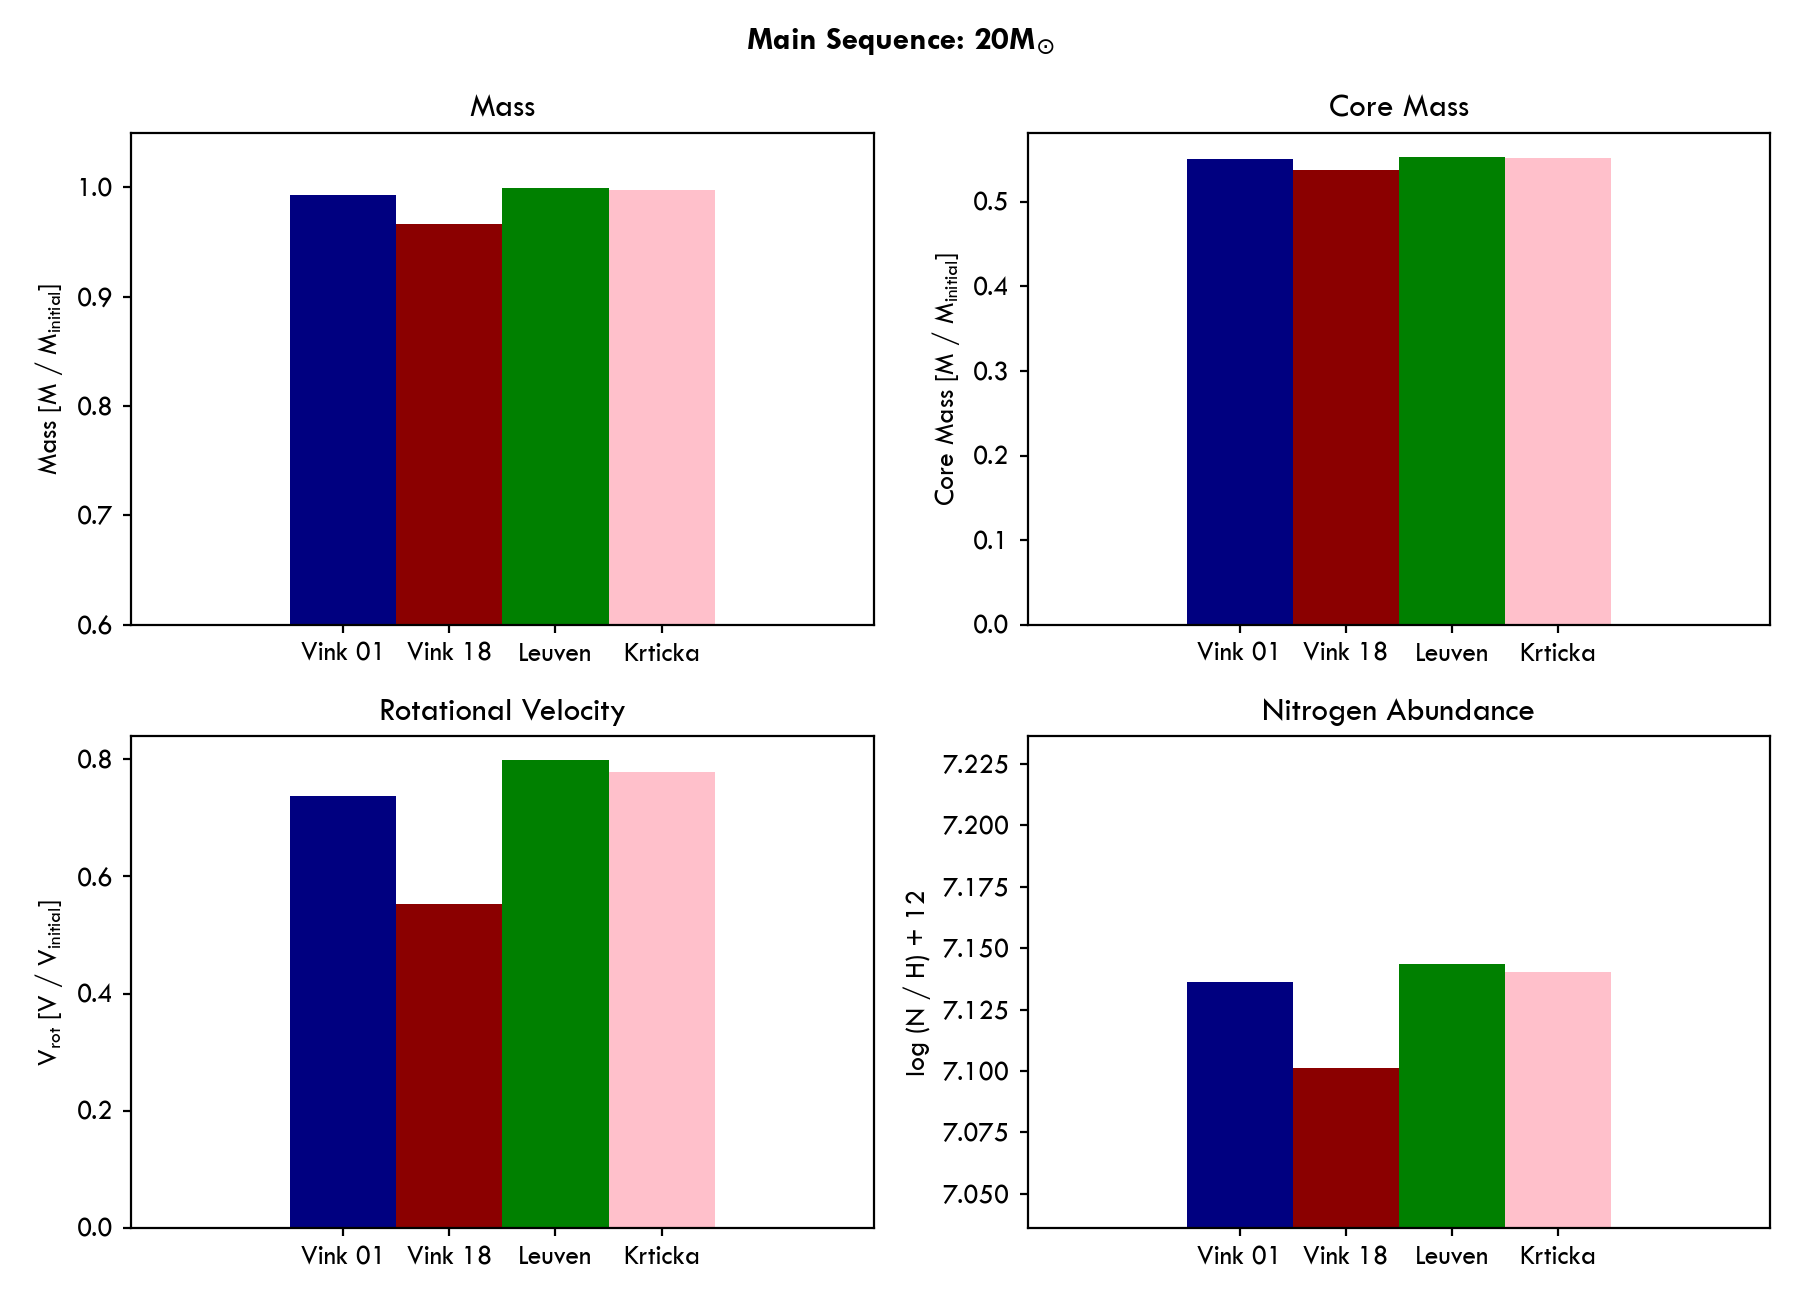 Main Sequence: 20M⊙
Mass
Mass [M / Minitial]
1.0
0.9
0.8
0.7
0.6
Vink 01 Vink 18 Leuven Krticka
Core Mass
Core Mass [M / Minitial]
0.5
0.4
0.3
0.2
0.1
0.0
Vink 01 Vink 18 Leuven Krticka
Rotational Velocity
Vrot [V / Vinitial]
0.8
0.6
0.4
0.2
0.0
Vink 01 Vink 18 Leuven Krticka
Nitrogen Abundance
log (N / H) + 12
7.225
7.200
7.175
7.150
7.125
7.100
7.075
7.050
Vink 01 Vink 18 Leuven Krticka